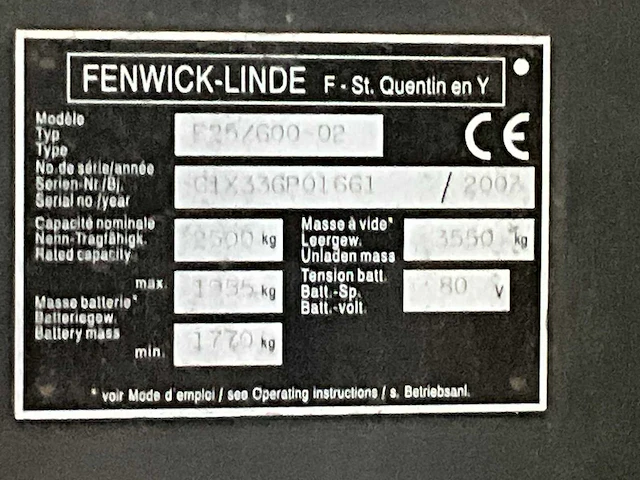 FENWICK-LINDE F - St. Quentin en Y
Modèle
Typ
Type
E25/600-02
CE
No. de série/année
Serien-Nr./Bj.
Serial no./year
/
Capacité nominale
Nenn-Tragfähigk.
Rated capacity
2500 kg
Masse à vide*
Leergew.
Unladen mass
3550 kg
Masse batterie*
Batteriegew.
Battery mass
max.
kg
min.
1770 kg
Tension batt.
Batt.-Sp.
Batt.-volt.
80 V
* voir Mode d'emploi / see Operating instructions / s. Betriebsanl.